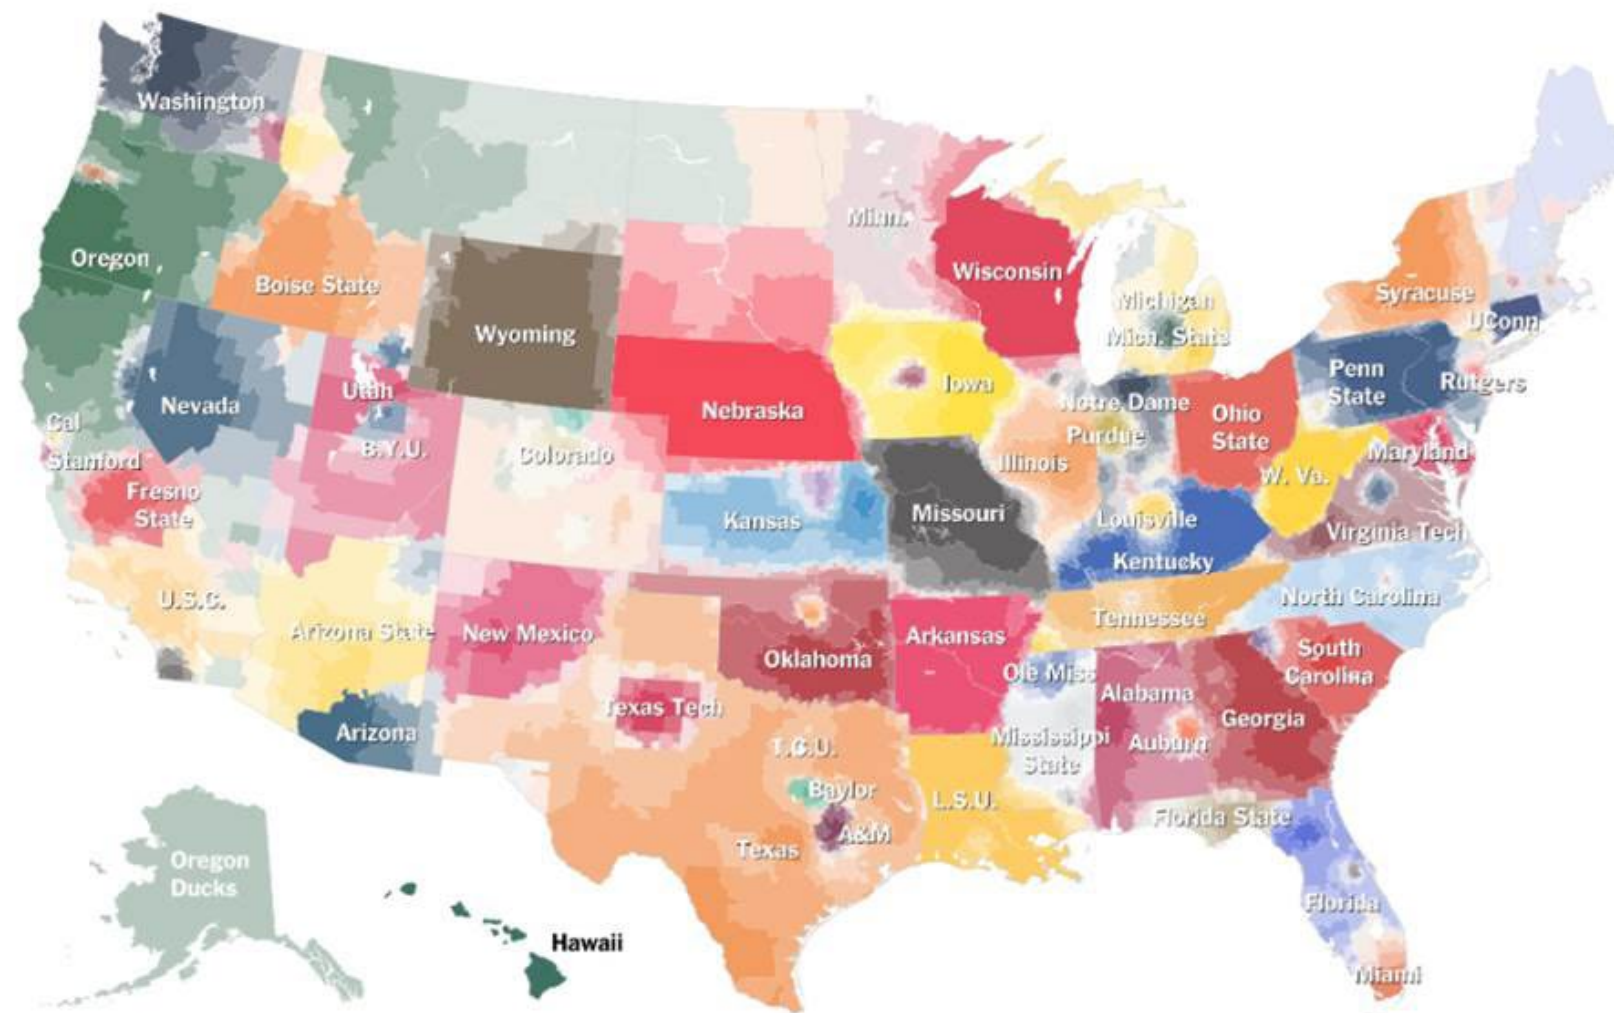 Washington
Oregon
Boise State
Wyoming
Minn.
Wisconsin
Michigan
Mich. State
Syracuse
UConn
Penn
State
Rutgers
Nevada
Utah
B.Y.U.
Colorado
Nebraska
Iowa
Notre Dame
Purdue
Illinois
Ohio
State
W. Va.
Maryland
Cal
Stanford
Fresno
State
Kansas
Missouri
Louisville
Kentucky
Virginia Tech
U.S.C.
Arizona State
New Mexico
Oklahoma
Arkansas
Tennessee
North Carolina
Arizona
Texas Tech
T.C.U.
Baylor
A&M
Texas
L.S.U.
Ole Miss
Mississippi
State
Alabama
Auburn
Georgia
South
Carolina
Florida State
Florida
Miami
Oregon
Ducks
Hawaii